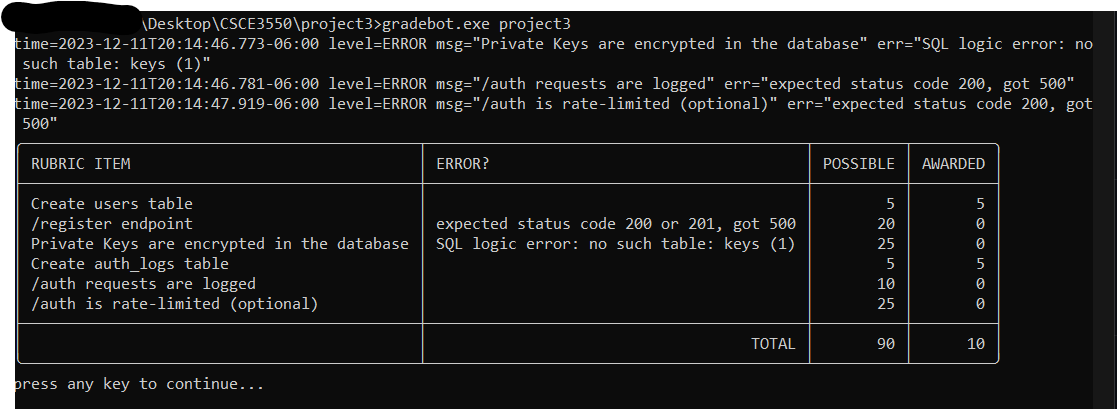 \Desktop\CSCE3550\project3>gradebot.exe project3
time=2023-12-11T20:14:46.773-06:00 level=ERROR msg="Private Keys are encrypted in the database" err="SQL logic error: no
such table: keys (1)"
time=2023-12-11T20:14:46.781-06:00 level=ERROR msg="/auth requests are logged" err="expected status code 200, got 500"
time=2023-12-11T20:14:47.919-06:00 level=ERROR msg="/auth is rate-limited (optional)" err="expected status code 200, got
500"
RUBRIC ITEM ERROR? POSSIBLE AWARDED
Create users table 5 5
/register endpoint expected status code 200 or 201, got 500 20 0
Private Keys are encrypted in the database SQL logic error: no such table: keys (1) 25 0
Create auth_logs table 5 5
/auth requests are logged 10 0
/auth is rate-limited (optional) 25 0
TOTAL 90 10
press any key to continue...